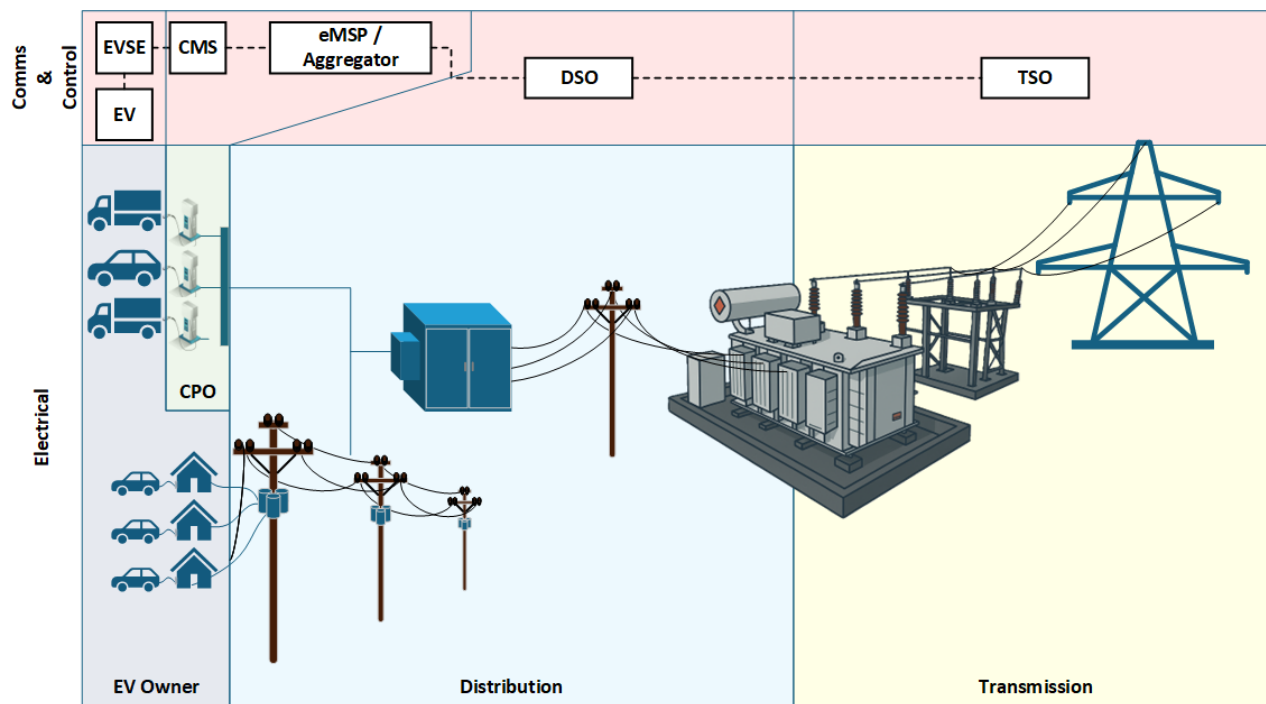 Comms
&
Control
EVSE
CMS
eMSP /
Aggregator
DSO
TSO
EV
CPO
Electrical
EV Owner
Distribution
Transmission